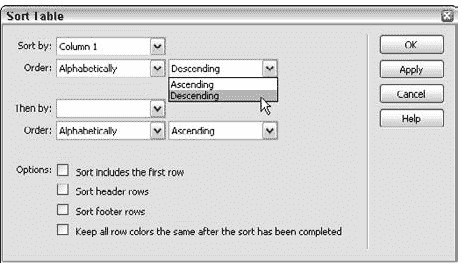 Sort Table
Sort by: Column 1
OK
Order: Alphabetically Descending
Apply
Ascending
Descending
Cancel
Then by:
Help
Order: Alphabetically Ascending
Options: Sort includes the first row
Sort header rows
Sort footer rows
Keep all row colors the same after the sort has been completed